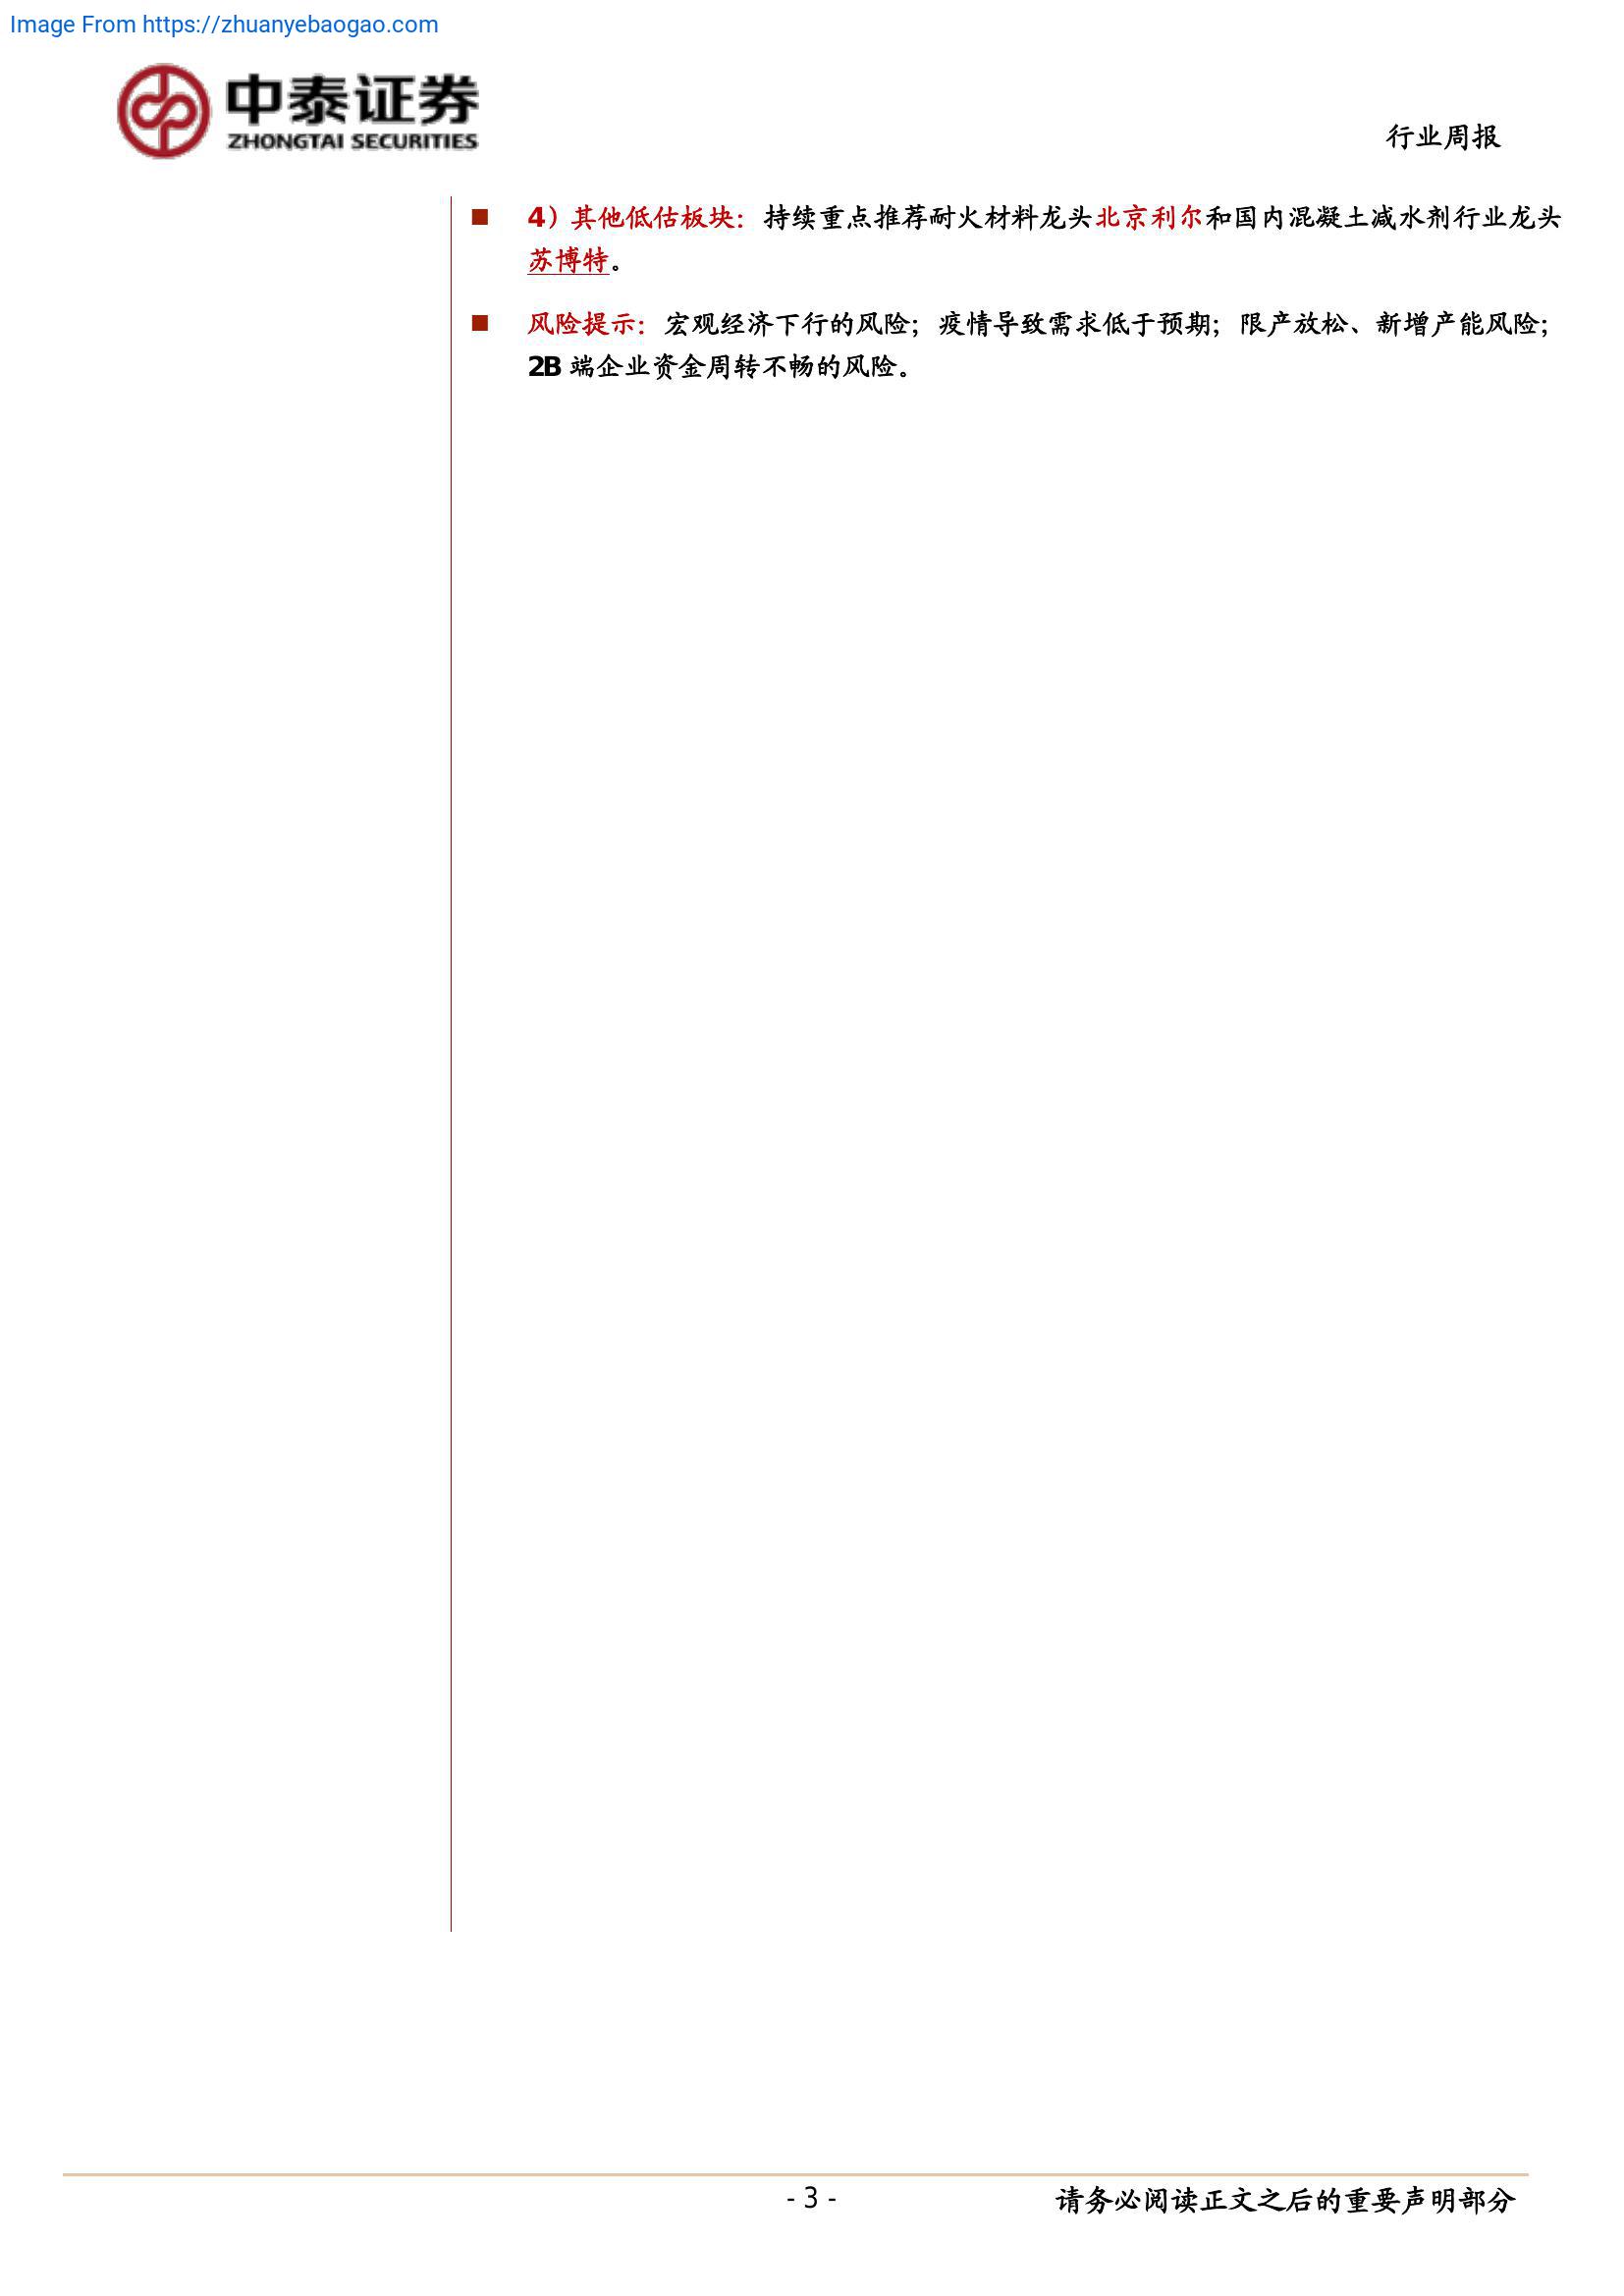 Image From https://zhuanyebaogao.com
中泰证券
ZHONGTAI SECURITIES
行业周报
■ 4）其他低估板块：持续重点推荐耐火材料龙头北京利尔和国内混凝土减水剂行业龙头
苏博特。
■ 风险提示：宏观经济下行的风险；疫情导致需求低于预期；限产放松、新增产能风险；
2B 端企业资金周转不畅的风险。
- 3 -
请务必阅读正文之后的重要声明部分